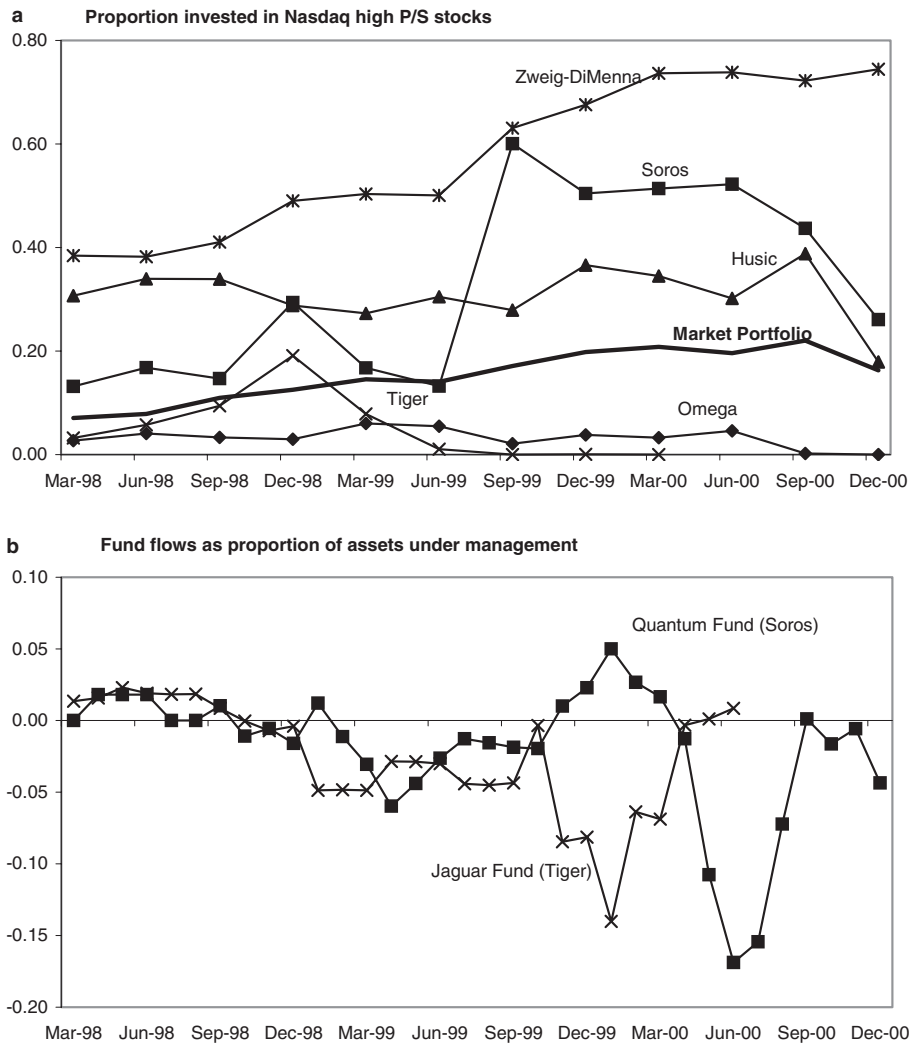 a Proportion invested in Nasdaq high P/S stocks
0.80
Zweig-DiMenna
0.60
Soros
0.40
Husic
Market Portfolio
0.20
Tiger
Omega
0.00
Mar-98 Jun-98 Sep-98 Dec-98 Mar-99 Jun-99 Sep-99 Dec-99 Mar-00 Jun-00 Sep-00 Dec-00
b Fund flows as proportion of assets under management
0.10
Quantum Fund (Soros)
0.05
0.00
-0.05
-0.10
Jaguar Fund (Tiger)
-0.15
-0.20
Mar-98 Jun-98 Sep-98 Dec-98 Mar-99 Jun-99 Sep-99 Dec-99 Mar-00 Jun-00 Sep-00 Dec-00